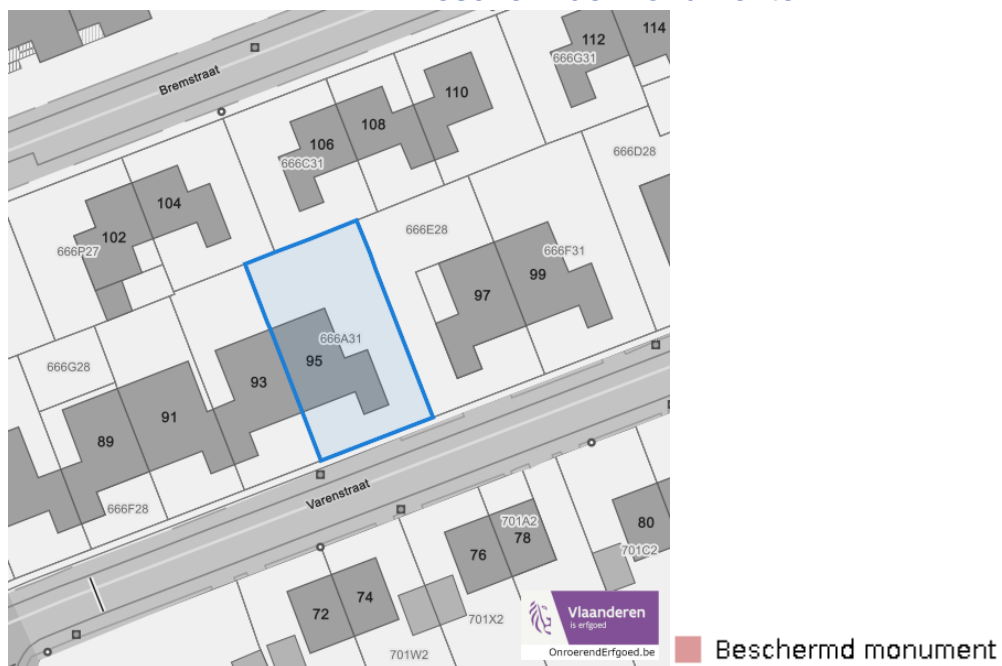 Bremstraat
112
114
666G31
110
108
106
666C31
666D28
104
102
666P27
666E28
666F31
99
97
666A31
95
93
666G28
91
89
666F28
Varenstraat
701A2
78
76
80
701C2
74
72
701X2
701W2
Vlaanderen
is erfgoed
OnroerendErfgoed.be
Beschermd monument